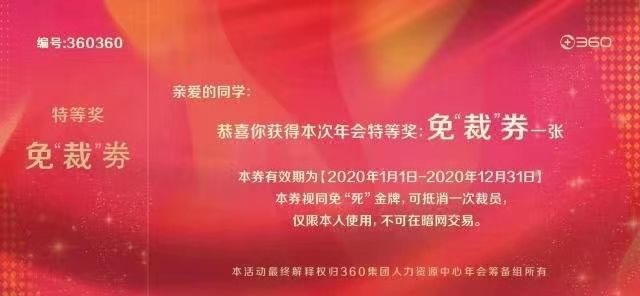 编号:360360
360
特等奖
免“裁”券
亲爱的同学:
恭喜你获得本次年会特等奖:免“裁”券一张
本券有效期为【2020年1月1日-2020年12月31日】
本券视同免“死”金牌,可抵消一次裁员,
仅限本人使用,不可在暗网交易。
本活动最终解释权归360集团人力资源中心年会筹备组所有